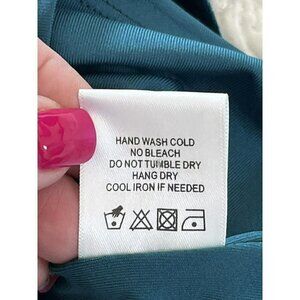 HAND WASH COLD
NO BLEACH
DO NOT TUMBLE DRY
HANG DRY
COOL IRON IF NEEDED